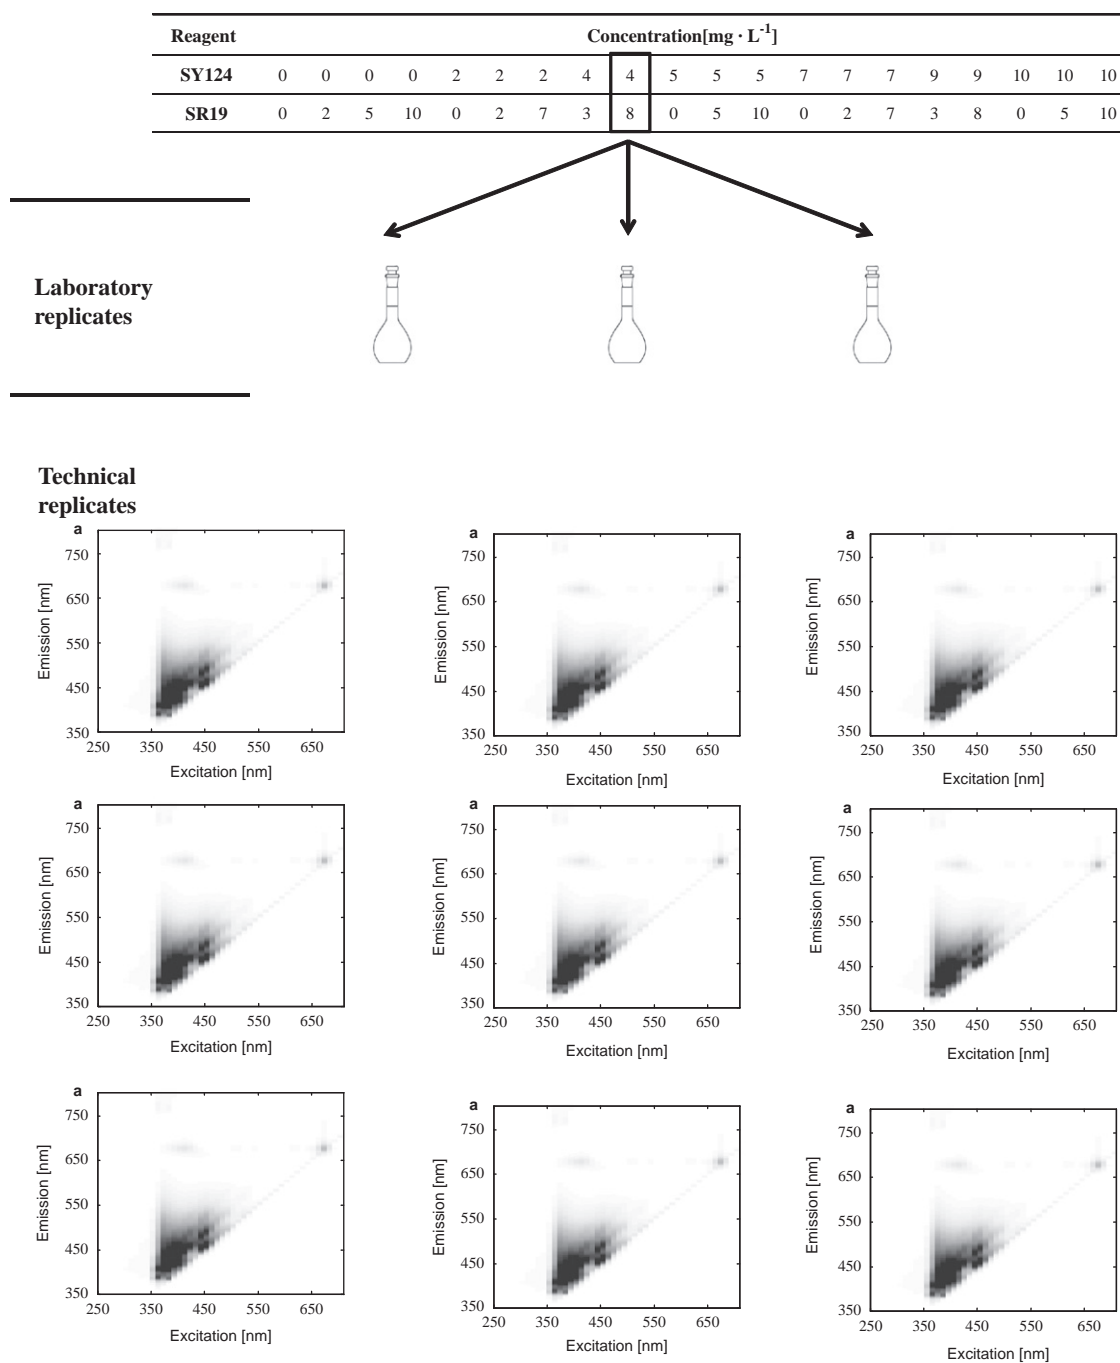 Reagent Concentration[mg · L-1]
SY124 0 0 0 0 2 2 2 4 4 5 5 5 7 7 7 9 9 10 10 10
SR19 0 2 5 10 0 2 7 3 8 0 5 10 0 2 7 3 8 0 5 10
Laboratory
replicates
Technical
replicates
a
750
650
550
450
350
250 350 450 550 650
Emission [nm]
Excitation [nm]
a
750
650
550
450
350
250 350 450 550 650
Emission [nm]
Excitation [nm]
a
750
650
550
450
350
250 350 450 550 650
Emission [nm]
Excitation [nm]
a
750
650
550
450
350
250 350 450 550 650
Emission [nm]
Excitation [nm]
a
750
650
550
450
350
250 350 450 550 650
Emission [nm]
Excitation [nm]
a
750
650
550
450
350
250 350 450 550 650
Emission [nm]
Excitation [nm]
a
750
650
550
450
350
250 350 450 550 650
Emission [nm]
Excitation [nm]
a
750
650
550
450
350
250 350 450 550 650
Emission [nm]
Excitation [nm]
a
750
650
550
450
350
250 350 450 550 650
Emission [nm]
Excitation [nm]